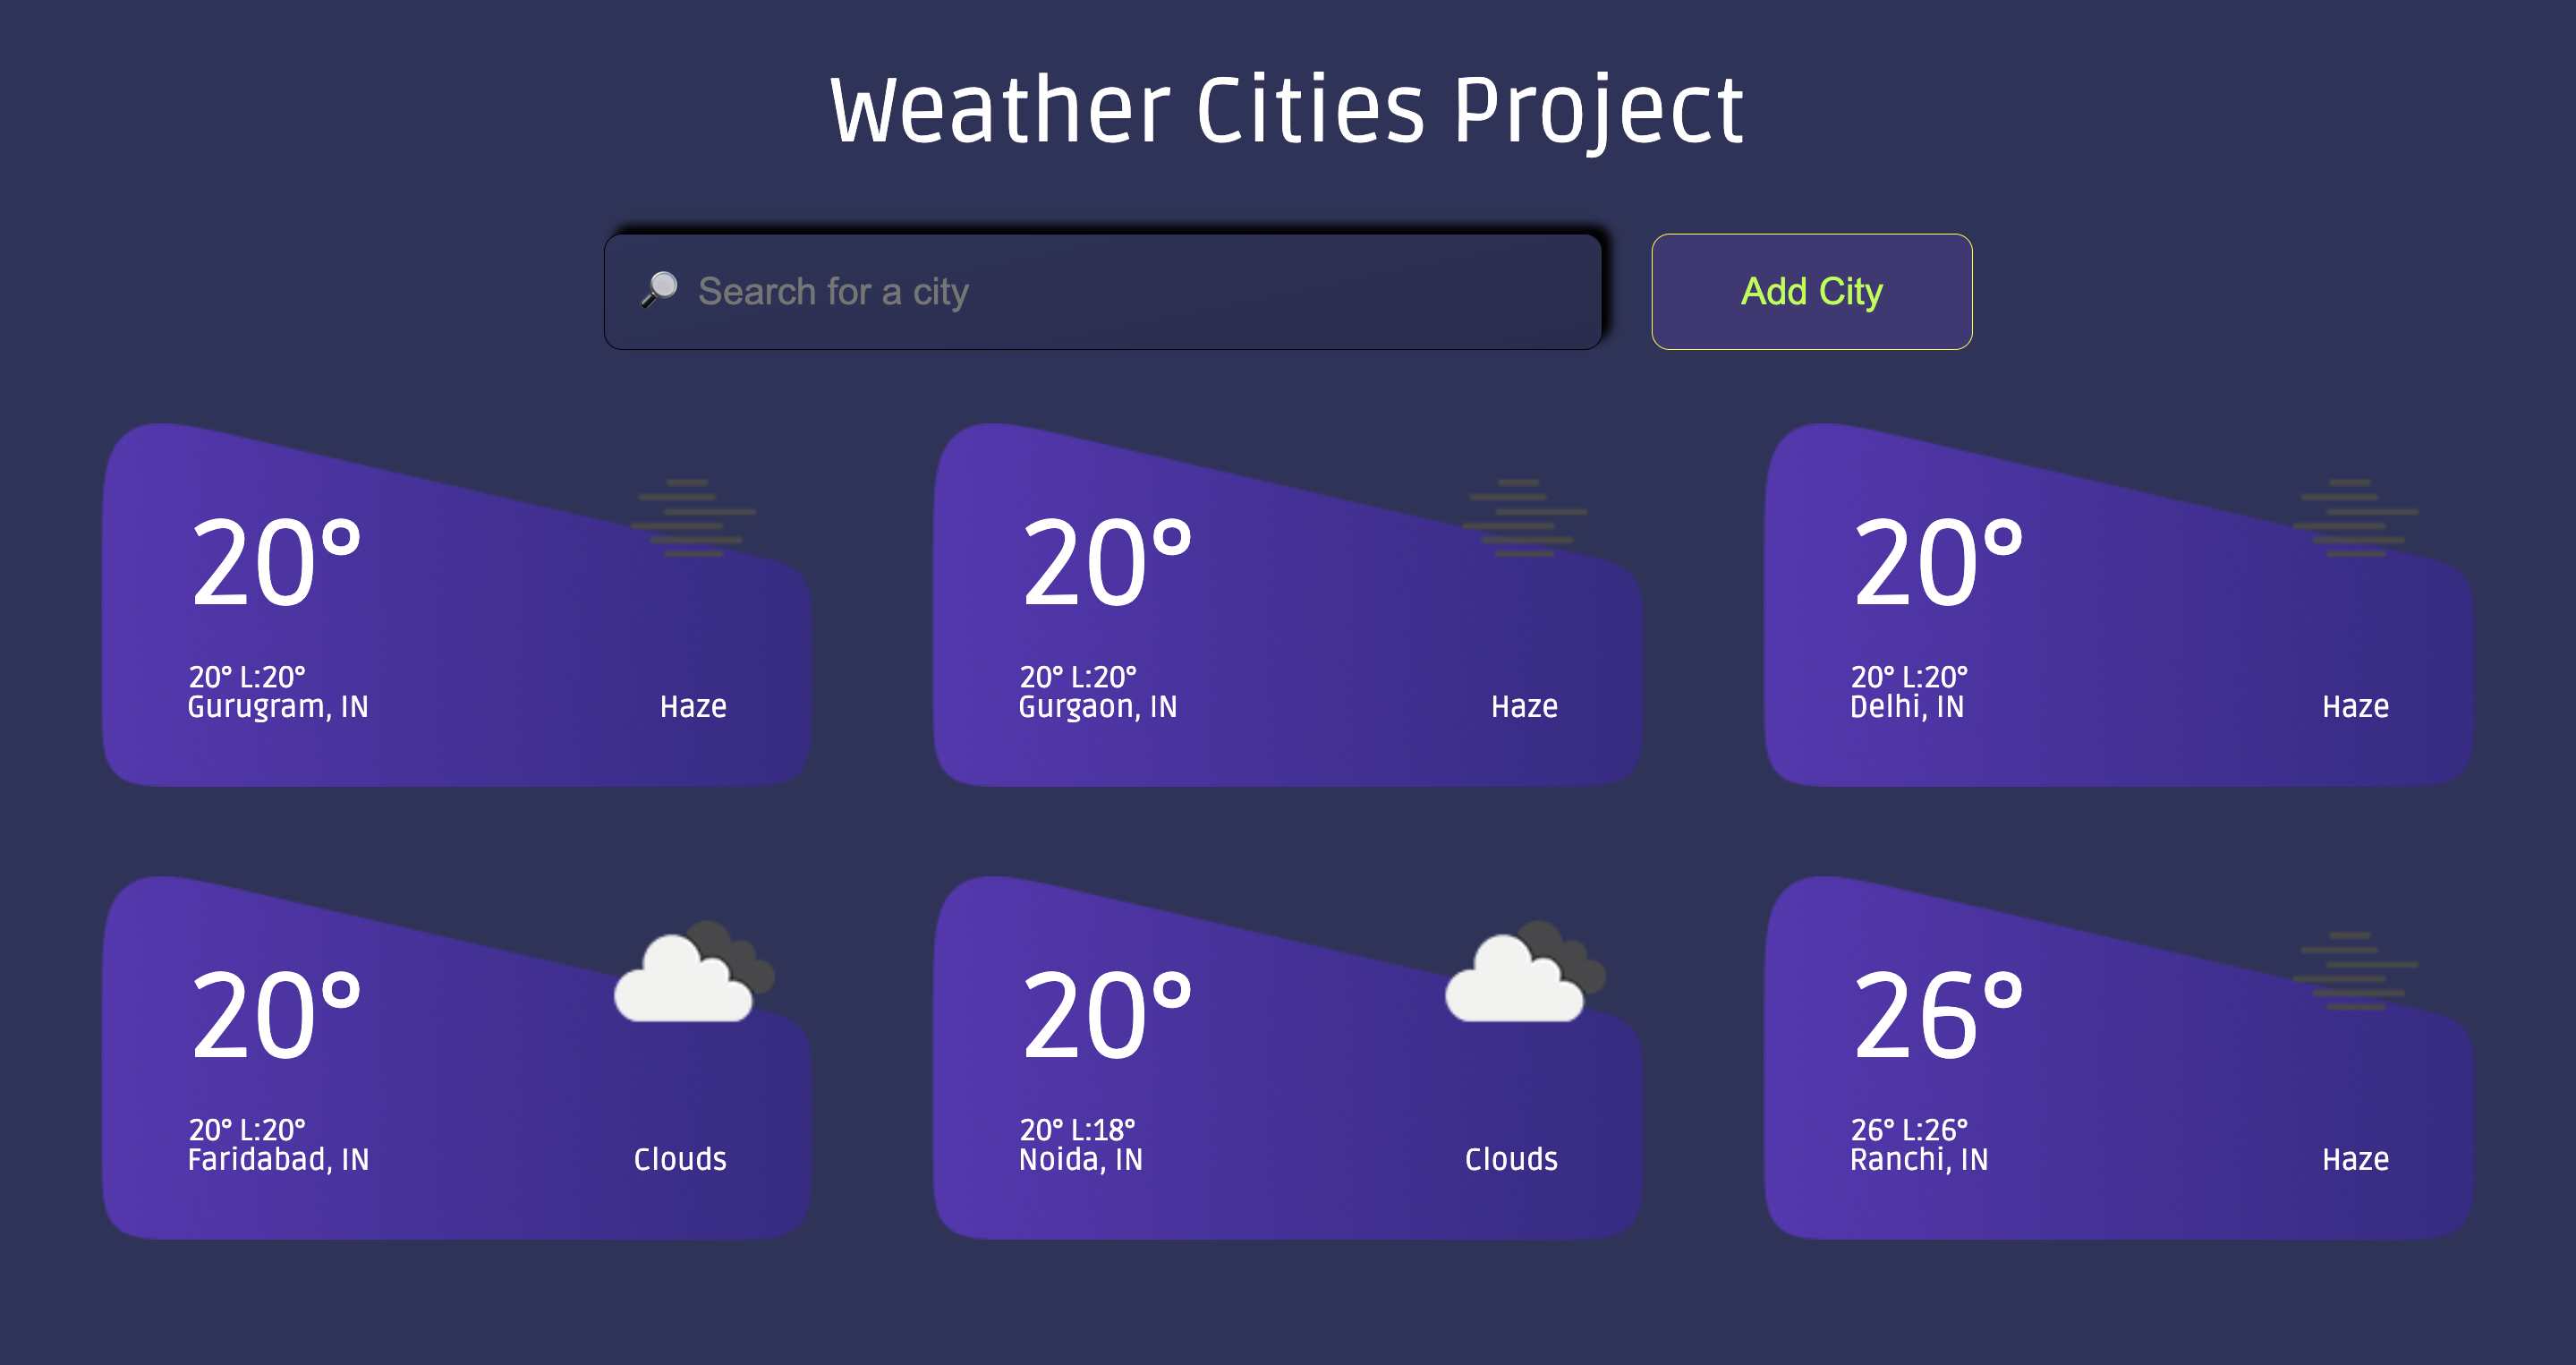 Weather Cities Project
🔎 Search for a city
Add City
20°
20° L:20°
Gurugram, IN
Haze
20°
20° L:20°
Gurgaon, IN
Haze
20°
20° L:20°
Delhi, IN
Haze
20°
20° L:20°
Faridabad, IN
Clouds
20°
20° L:18°
Noida, IN
Clouds
26°
26° L:26°
Ranchi, IN
Haze